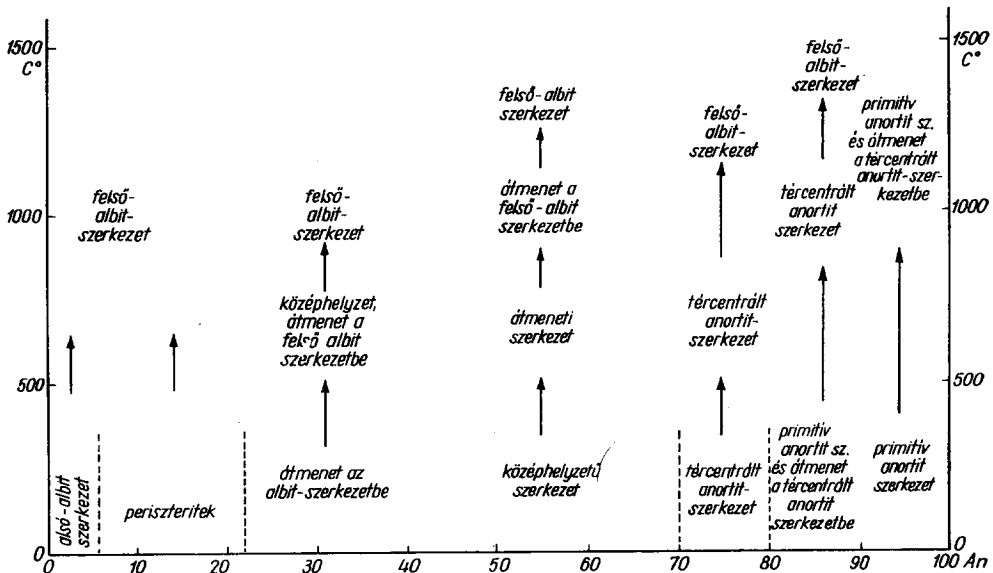 1500
C°
1000
500
0
felső-
albit-
szerkezet
alsó-albit
szerkezet
periszteritek
felső-
albit-
szerkezet
középhelyzet,
átmenet a
felső albit
szerkezetbe
átmenet az
albit-szerkezetbe
felső-albit
szerkezet
átmenet a
felső-albit
szerkezetbe
átmeneti
szerkezet
középhelyzetű
szerkezet
felső-
albit-
szerkezet
tércentrált
anortit-
szerkezet
tércentrált
anortit-
szerkezet
felső-
albit-
szerkezet
tércentrált
anortit
szerkezet
primitív
anortit sz.
és átmenet
a tércentrált
anortit
szerkezetbe
primitív
anortit sz.
és átmenet
a tércentrált
anortit-szer-
kezetbe
primitív
anortit
szerkezet
1500
C°
1000
500
0
0 10 20 30 40 50 60 70 80 90 100 An